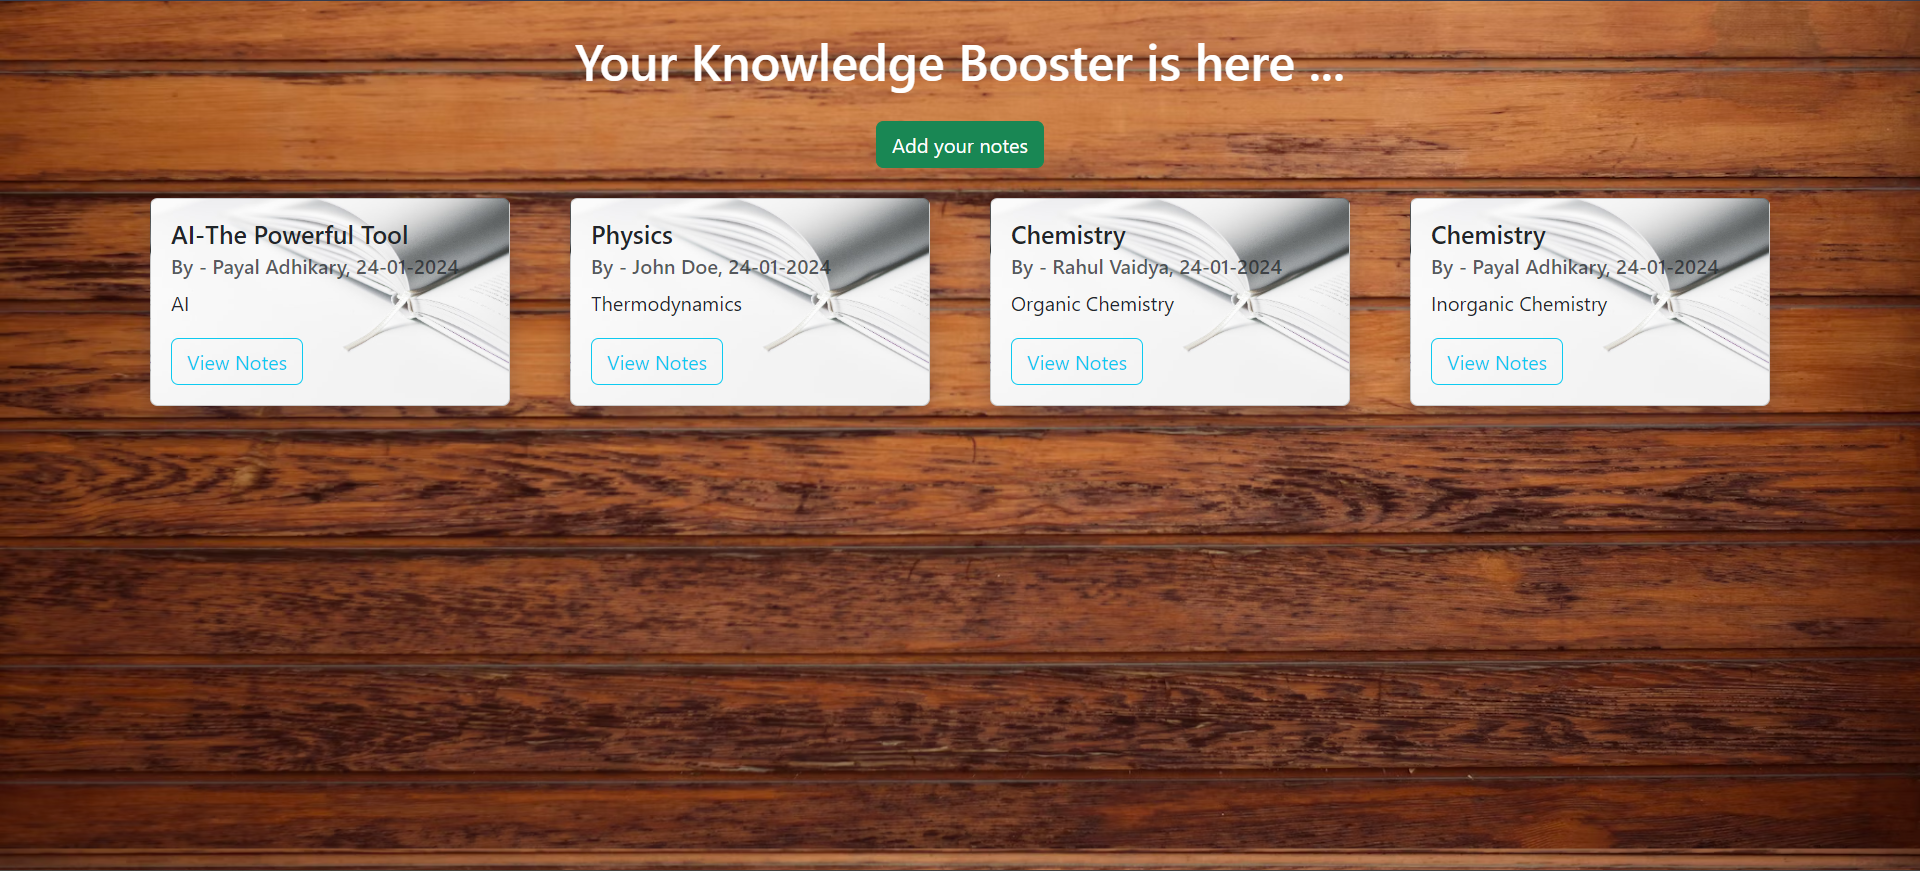 Your Knowledge Booster is here ...
Add your notes
AI-The Powerful Tool
By - Payal Adhikary, 24-01-2024
AI
View Notes
Physics
By - John Doe, 24-01-2024
Thermodynamics
View Notes
Chemistry
By - Rahul Vaidya, 24-01-2024
Organic Chemistry
View Notes
Chemistry
By - Payal Adhikary, 24-01-2024
Inorganic Chemistry
View Notes